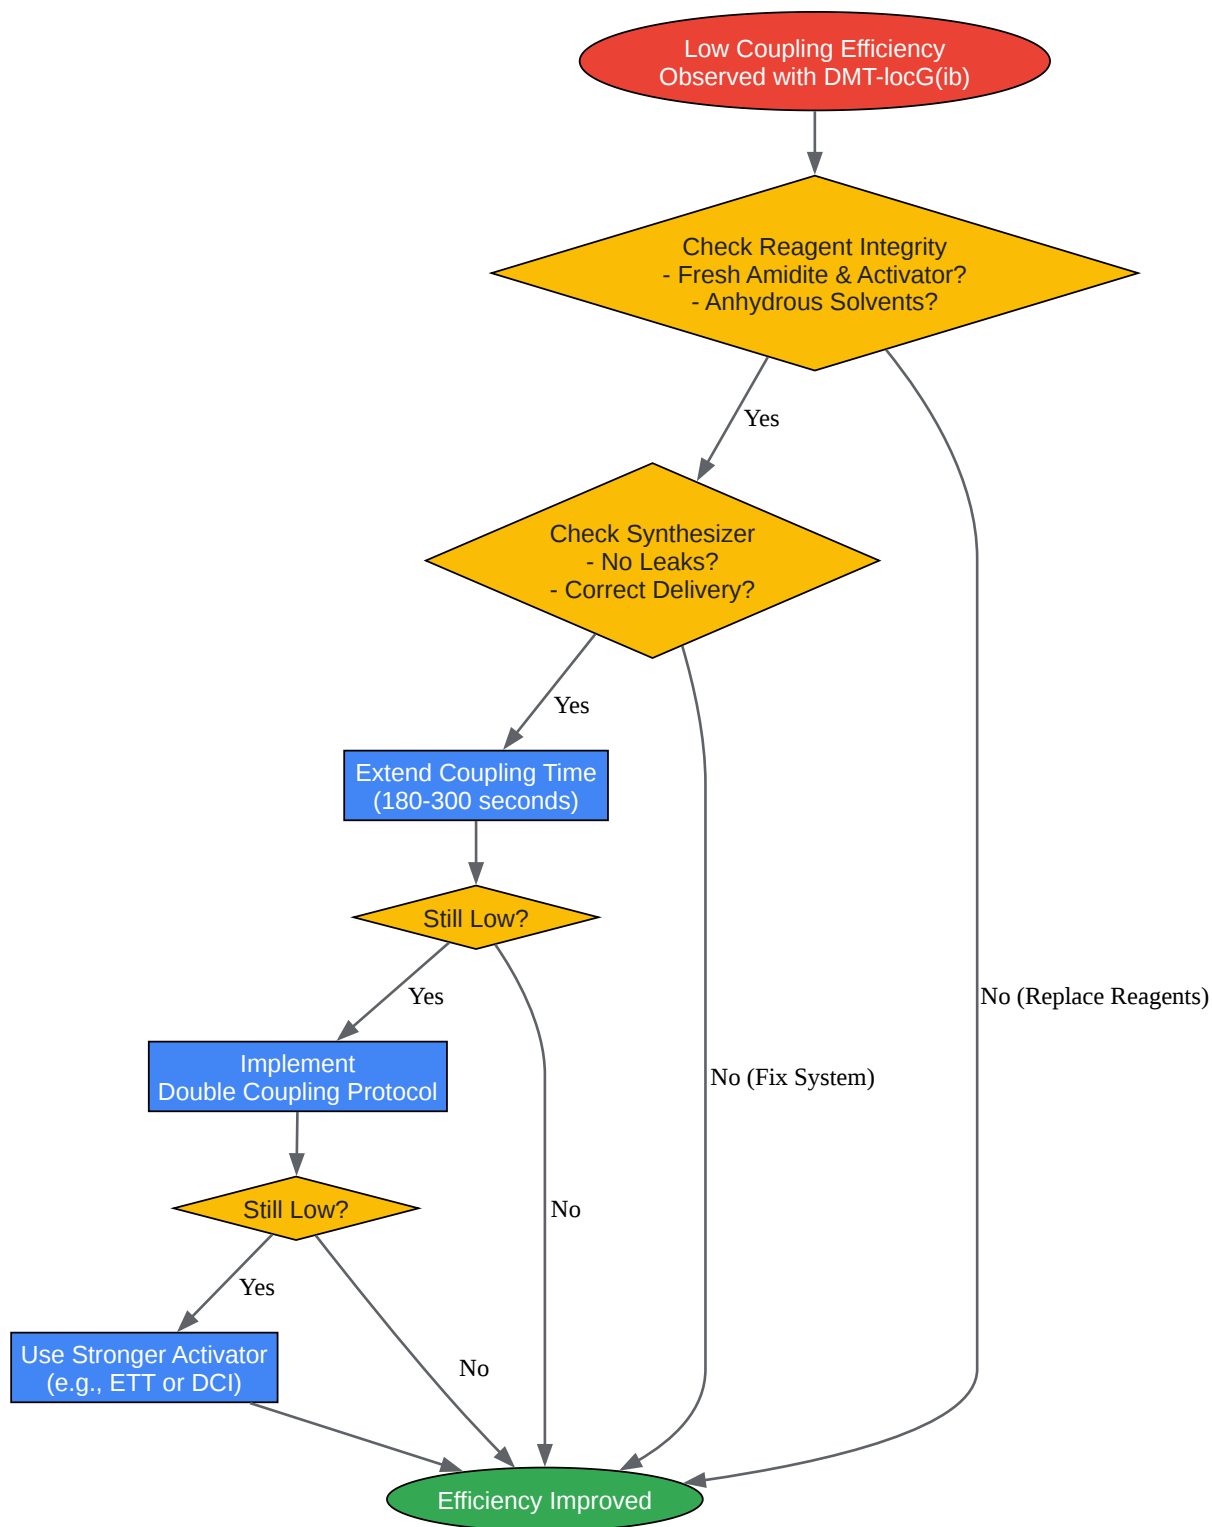 Low Coupling Efficiency
Observed with DMT-locG(ib)
Check Reagent Integrity
- Fresh Amidite & Activator?
- Anhydrous Solvents?
Yes
Check Synthesizer
- No Leaks?
- Correct Delivery?
Yes
Extend Coupling Time
(180-300 seconds)
Still Low?
Yes
No (Replace Reagents)
Implement
Double Coupling Protocol
No (Fix System)
Still Low?
No
Yes
Use Stronger Activator
(e.g., ETT or DCI)
No
Efficiency Improved